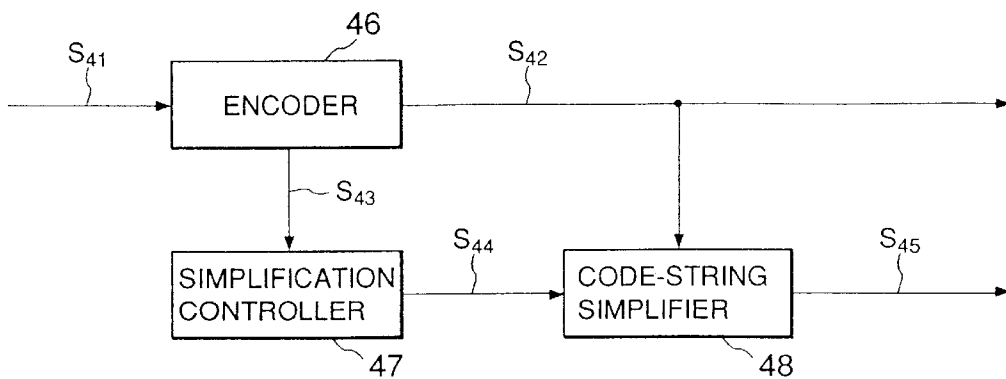 46
S41
S42
ENCODER
S43
S44
S45
SIMPLIFICATION
CONTROLLER
CODE-STRING
SIMPLIFIER
47
48